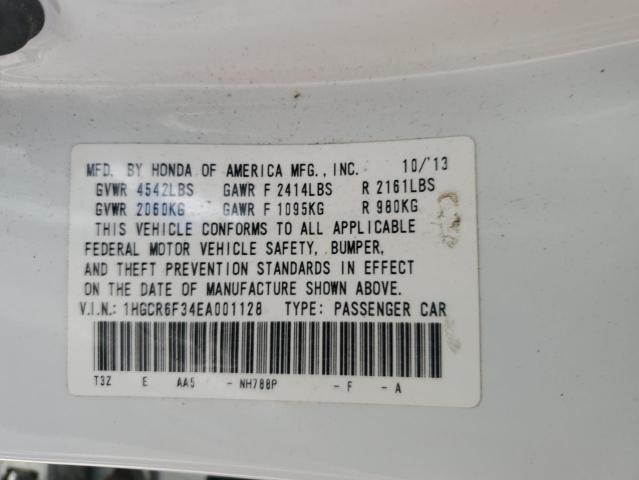 MFD. BY HONDA OF AMERICA MFG., INC. 10/'13
GVWR 4542LBS GAWR F 2414LBS R 2161LBS
GVWR 2060KG GAWR F 1095KG R 980KG
THIS VEHICLE CONFORMS TO ALL APPLICABLE
FEDERAL MOTOR VEHICLE SAFETY, BUMPER,
AND THEFT PREVENTION STANDARDS IN EFFECT
ON THE DATE OF MANUFACTURE SHOWN ABOVE.
V.I.N.: 1HGCR6F34EA001128 TYPE: PASSENGER CAR
T3Z E AA5 - NH788P - F - A